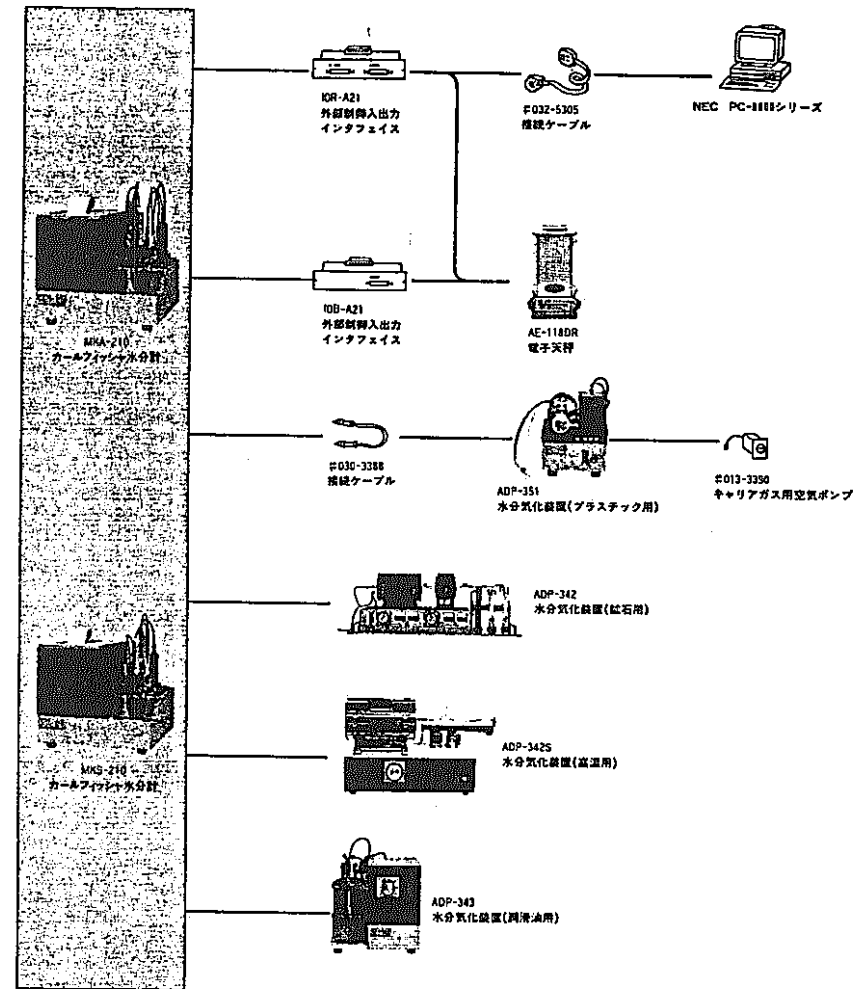 IOR-A21
外部制御入出力
インタフェイス
#032-5305
接続ケーブル
NEC PC-9800シリーズ
MKA-210
カールフィッシャ水分計
IOB-A21
外部制御入出力
インタフェイス
AE-118DR
電子天秤
#030-3388
接続ケーブル
ADP-351
水分気化装置(プラスチック用)
#013-3350
キャリアガス用空気ポンプ
ADP-342
水分気化装置(鉱石用)
MKS-210
カールフィッシャ水分計
ADP-342S
水分気化装置(高温用)
ADP-343
水分気化装置(潤滑油用)